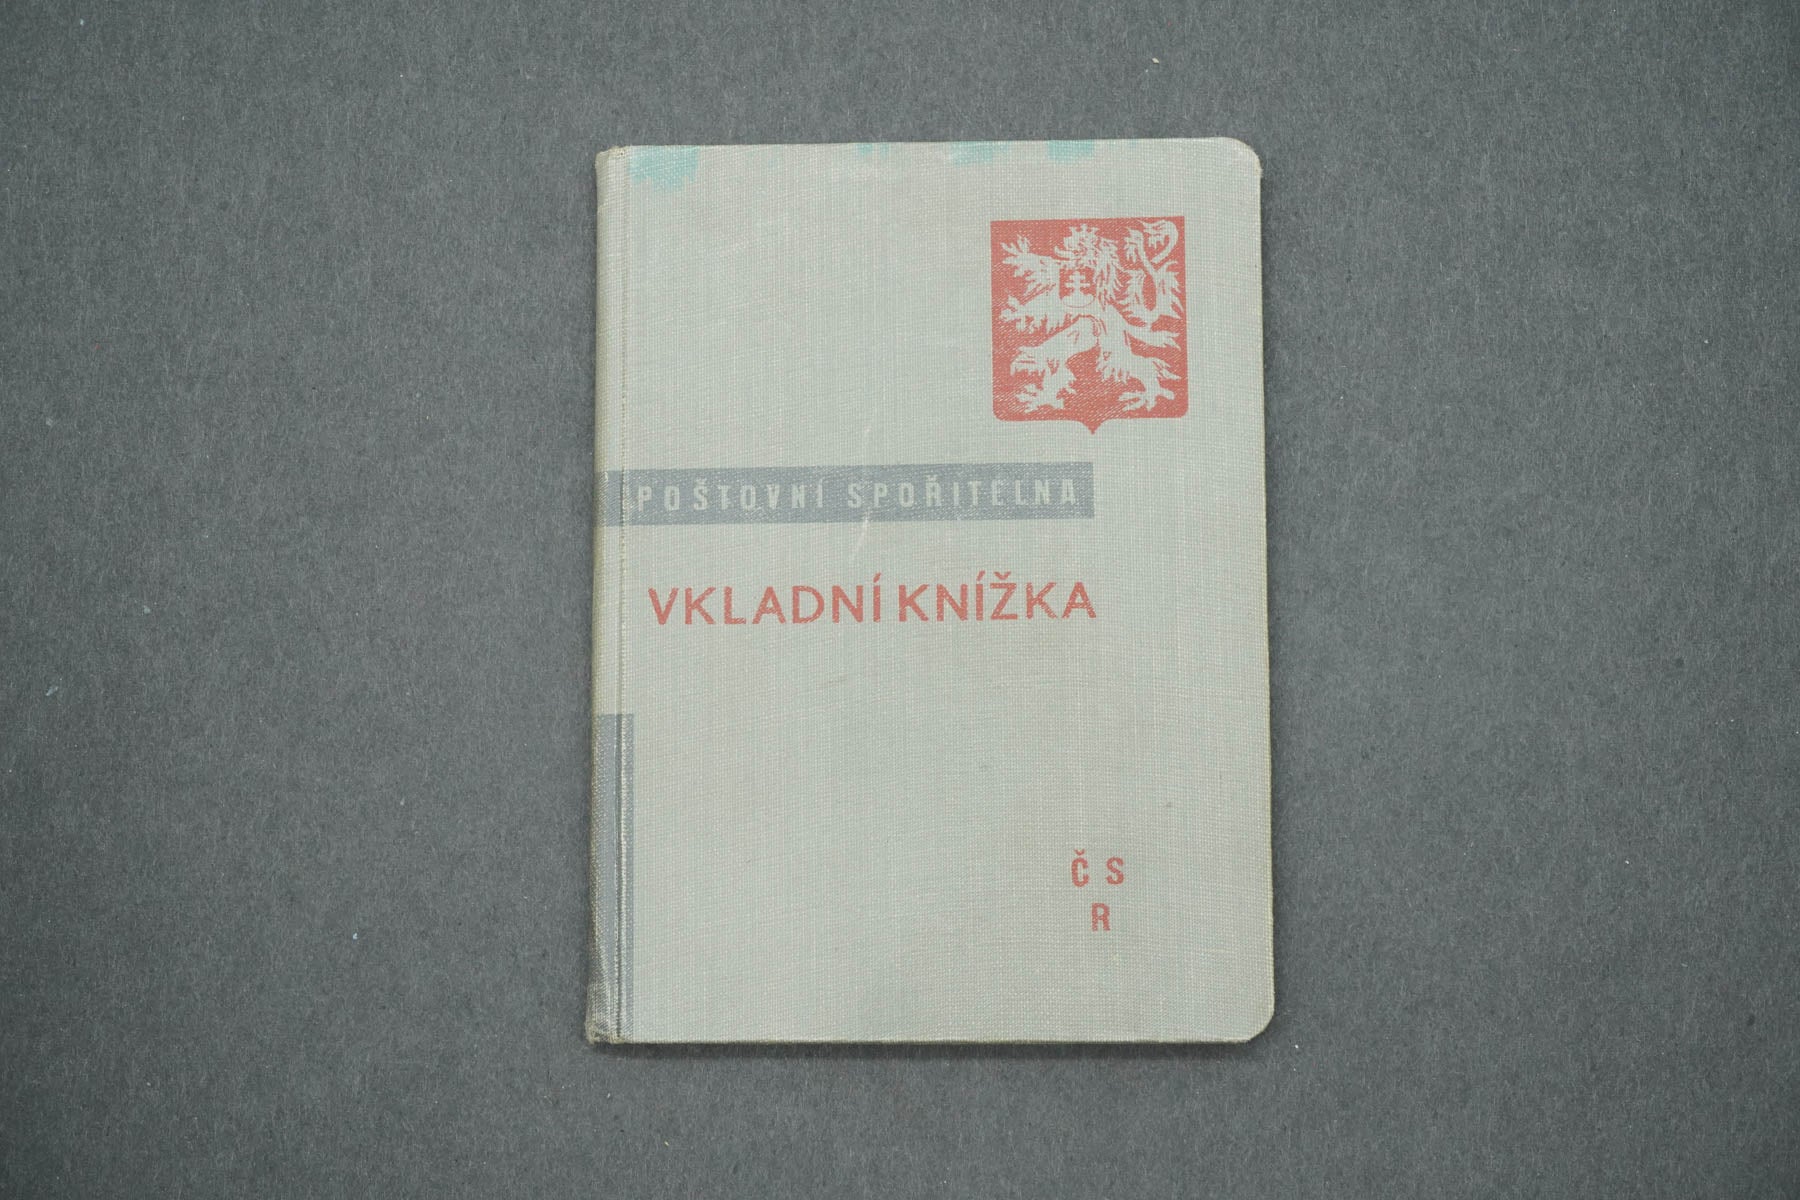 POŠTOVNÍ SPOŘITELNA
VKLADNÍ KNÍŽKA
Č S
R